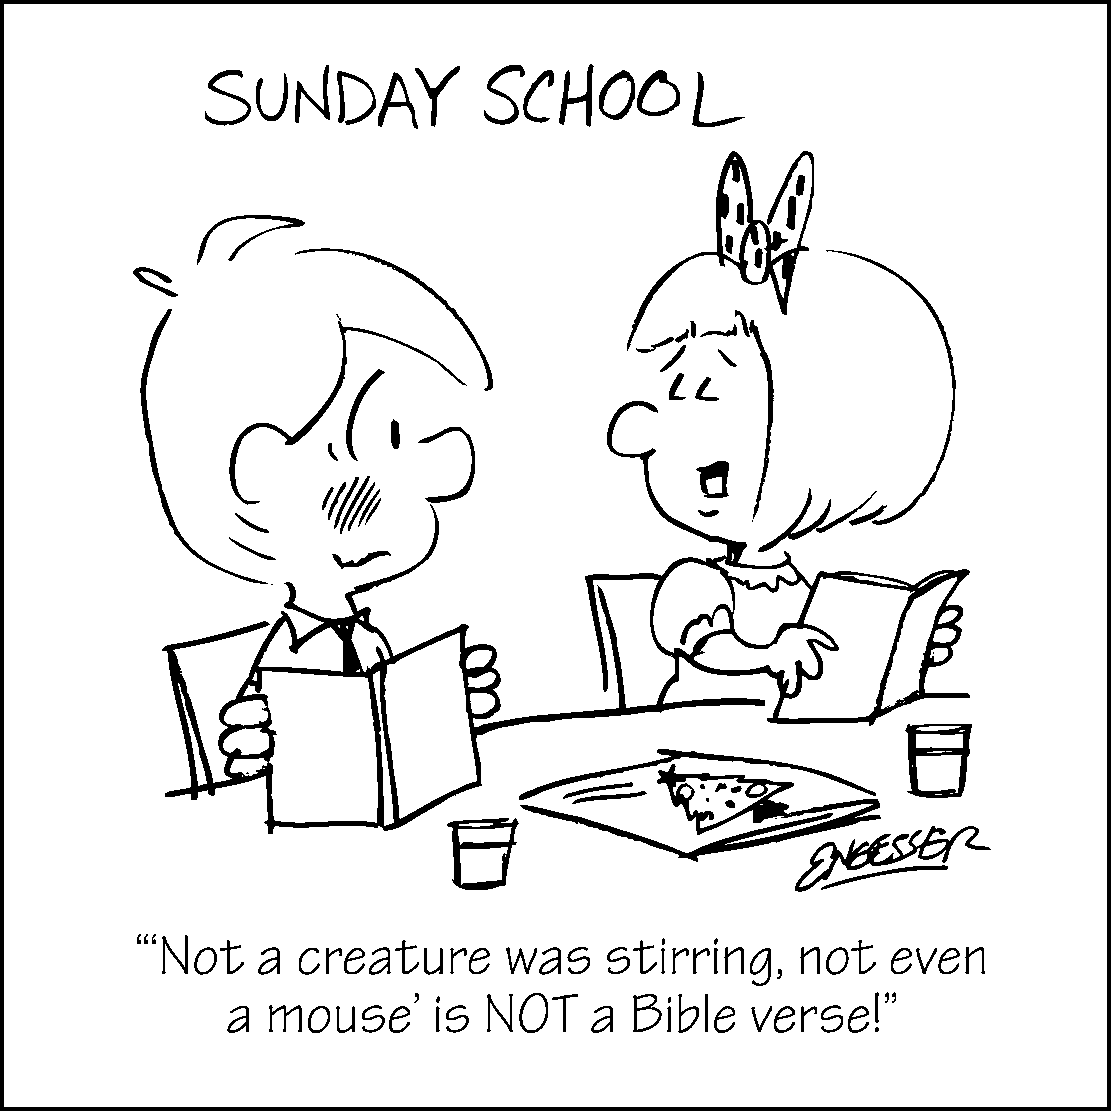 SUNDAY SCHOOL
ENGESSER
“‘Not a creature was stirring, not even
a mouse’ is NOT a Bible verse!”